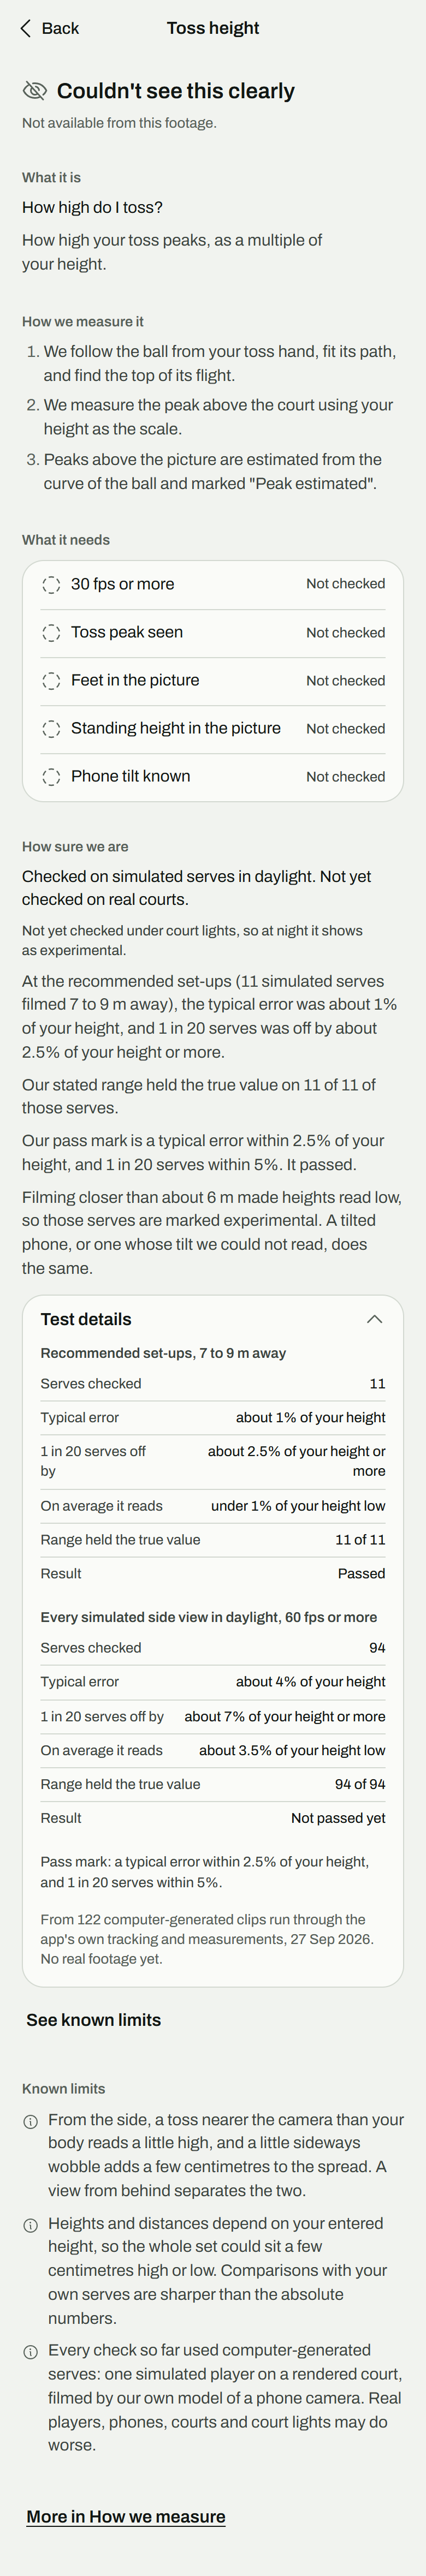 Back
Toss height
Couldn't see this clearly
Not available from this footage.
What it is
How high do I toss?
How high your toss peaks, as a multiple of
your height.
How we measure it
1. We follow the ball from your toss hand, fit its path,
and find the top of its flight.
2. We measure the peak above the court using your
height as the scale.
3. Peaks above the picture are estimated from the
curve of the ball and marked "Peak estimated".
What it needs
30 fps or more Not checked
Toss peak seen Not checked
Feet in the picture Not checked
Standing height in the picture Not checked
Phone tilt known Not checked
How sure we are
Checked on simulated serves in daylight. Not yet
checked on real courts.
Not yet checked under court lights, so at night it shows
as experimental.
At the recommended set-ups (11 simulated serves
filmed 7 to 9 m away), the typical error was about 1%
of your height, and 1 in 20 serves was off by about
2.5% of your height or more.
Our stated range held the true value on 11 of 11 of
those serves.
Our pass mark is a typical error within 2.5% of your
height, and 1 in 20 serves within 5%. It passed.
Filming closer than about 6 m made heights read low,
so those serves are marked experimental. A tilted
phone, or one whose tilt we could not read, does
the same.
Test details
Recommended set-ups, 7 to 9 m away
Serves checked 11
Typical error about 1% of your height
1 in 20 serves off by about 2.5% of your height or more
On average it reads under 1% of your height low
Range held the true value 11 of 11
Result Passed
Every simulated side view in daylight, 60 fps or more
Serves checked 94
Typical error about 4% of your height
1 in 20 serves off by about 7% of your height or more
On average it reads about 3.5% of your height low
Range held the true value 94 of 94
Result Not passed yet
Pass mark: a typical error within 2.5% of your height,
and 1 in 20 serves within 5%.
From 122 computer-generated clips run through the
app's own tracking and measurements, 27 Sep 2026.
No real footage yet.
See known limits
Known limits
From the side, a toss nearer the camera than your
body reads a little high, and a little sideways
wobble adds a few centimetres to the spread. A
view from behind separates the two.
Heights and distances depend on your entered
height, so the whole set could sit a few
centimetres high or low. Comparisons with your
own serves are sharper than the absolute
numbers.
Every check so far used computer-generated
serves: one simulated player on a rendered court,
filmed by our own model of a phone camera. Real
players, phones, courts and court lights may do
worse.
More in How we measure